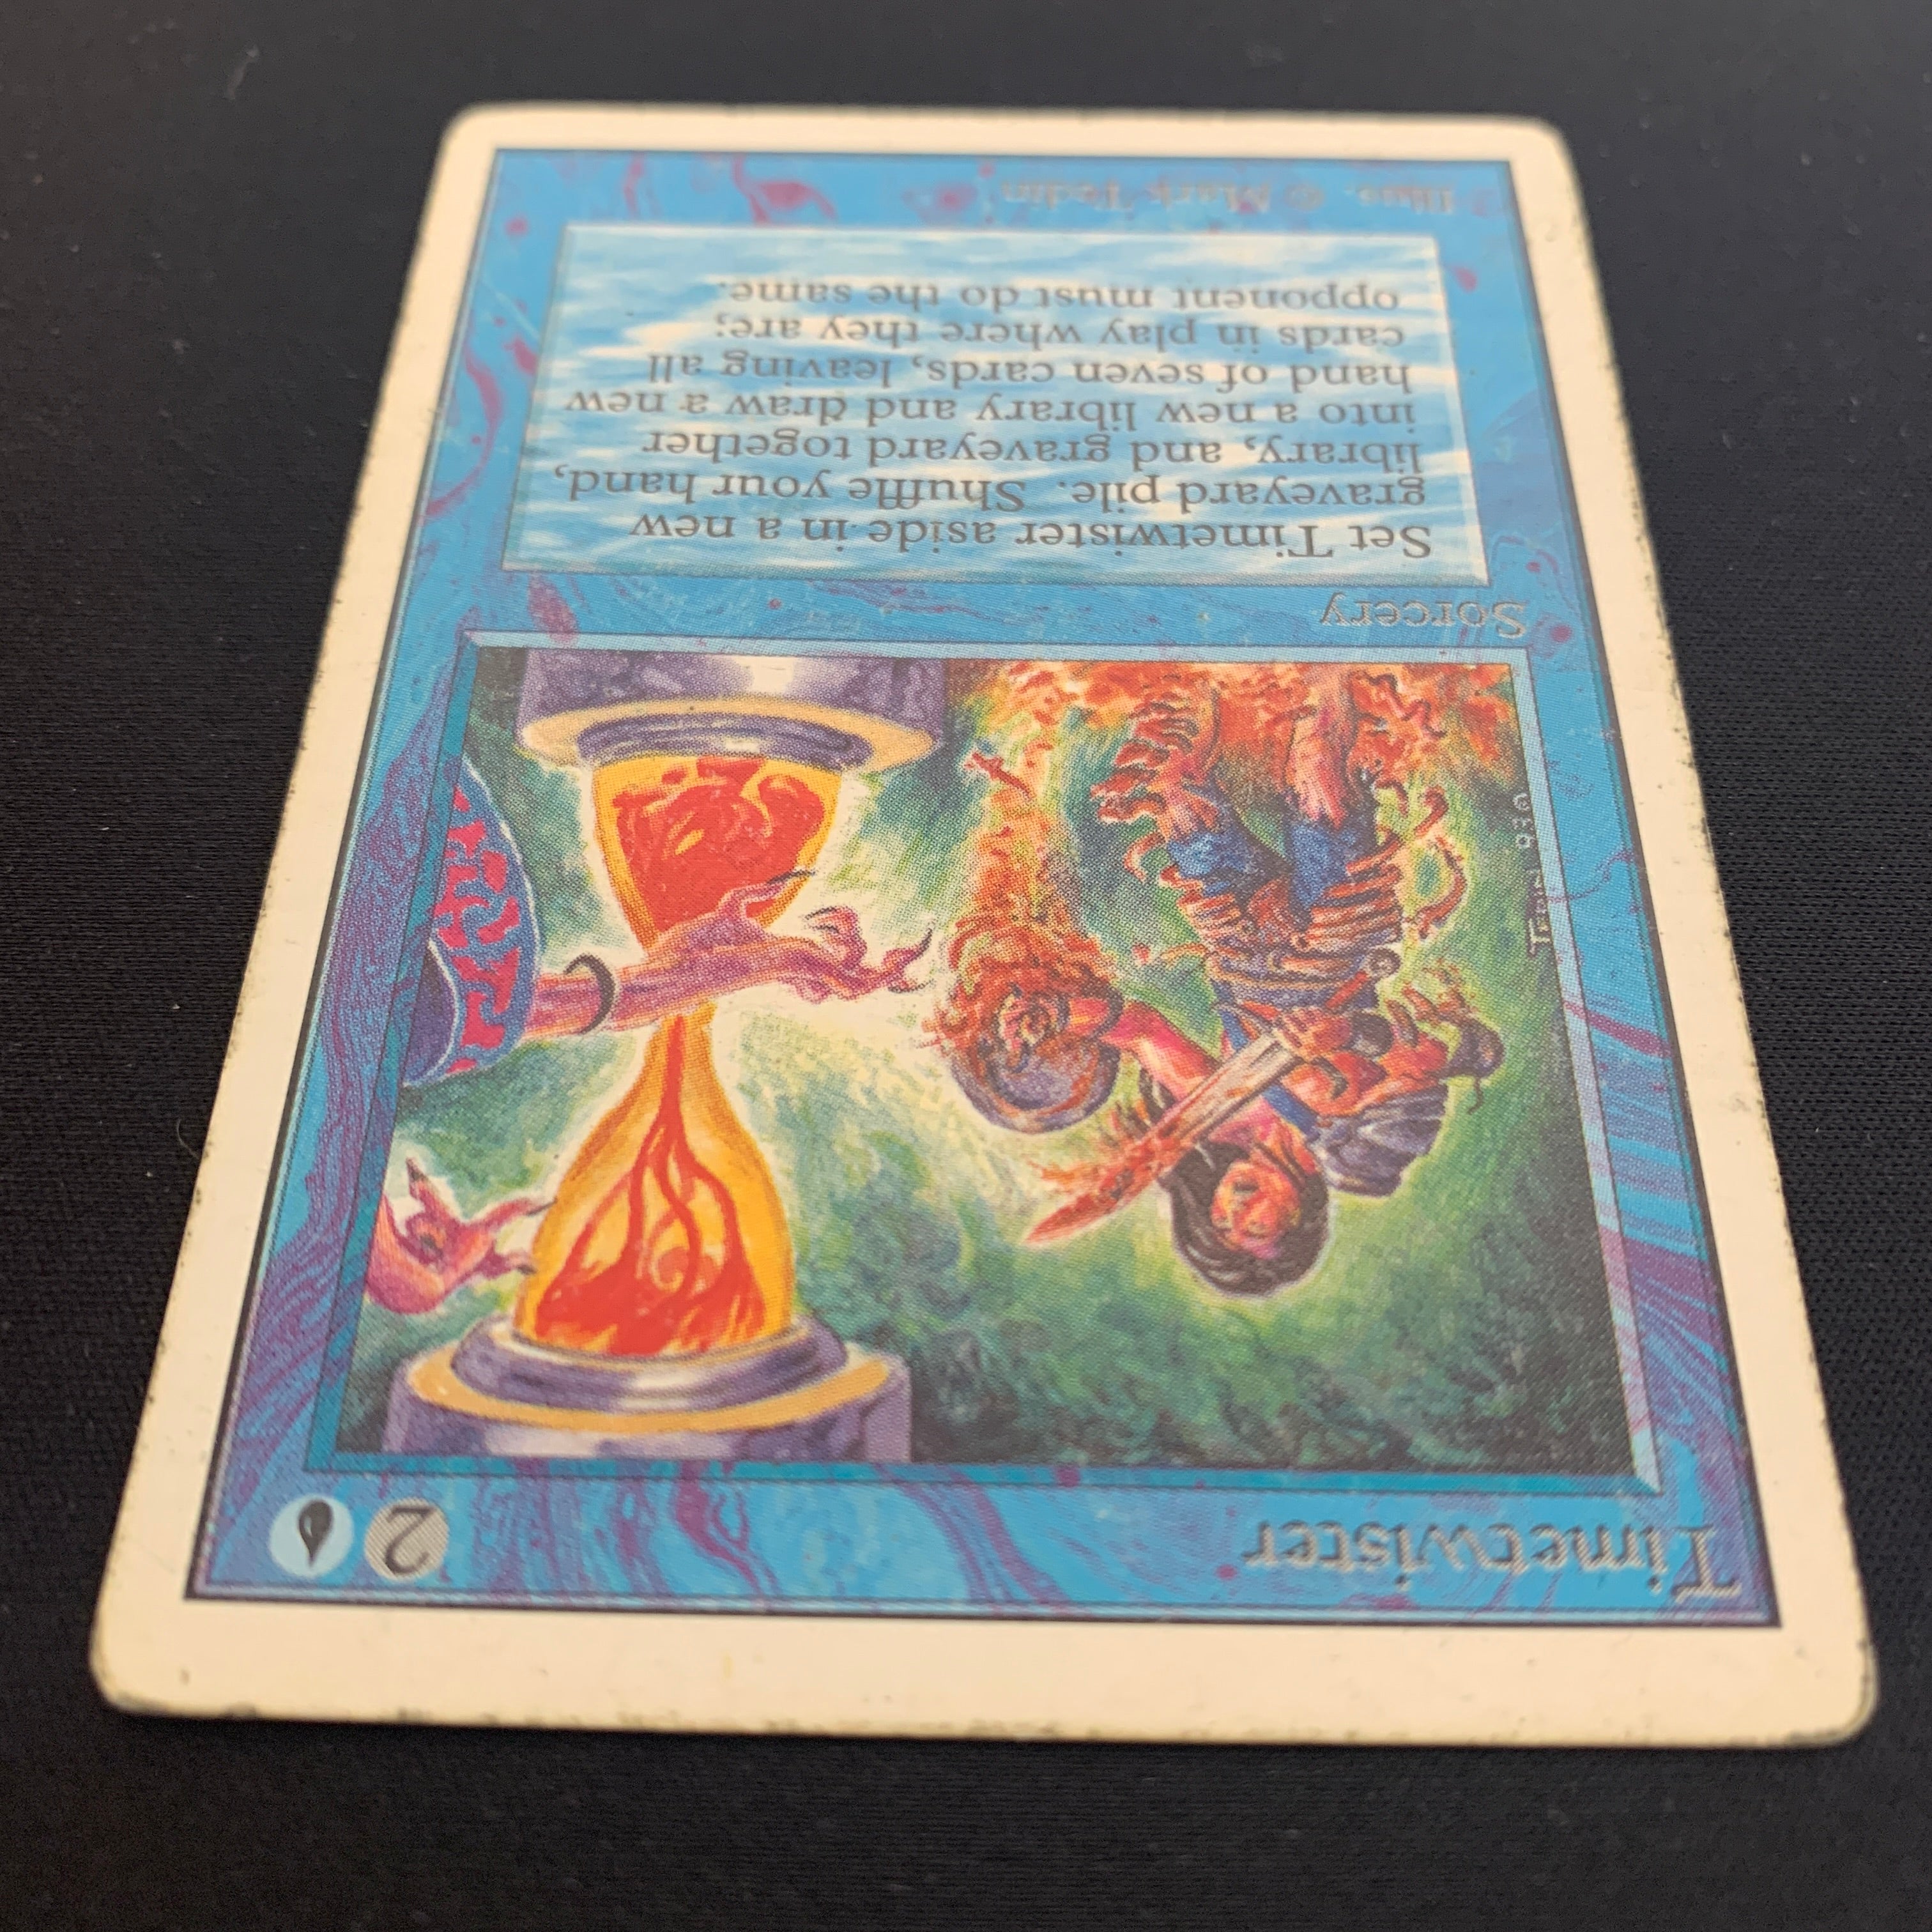 Timetwister
2
© 93
Sorcery
Set Timetwister aside in a new
graveyard pile. Shuffle your hand,
library, and graveyard together
into a new library and draw a new
hand of seven cards, leaving all
cards in play where they are;
opponent must do the same.
Illus. © Mark Tedin